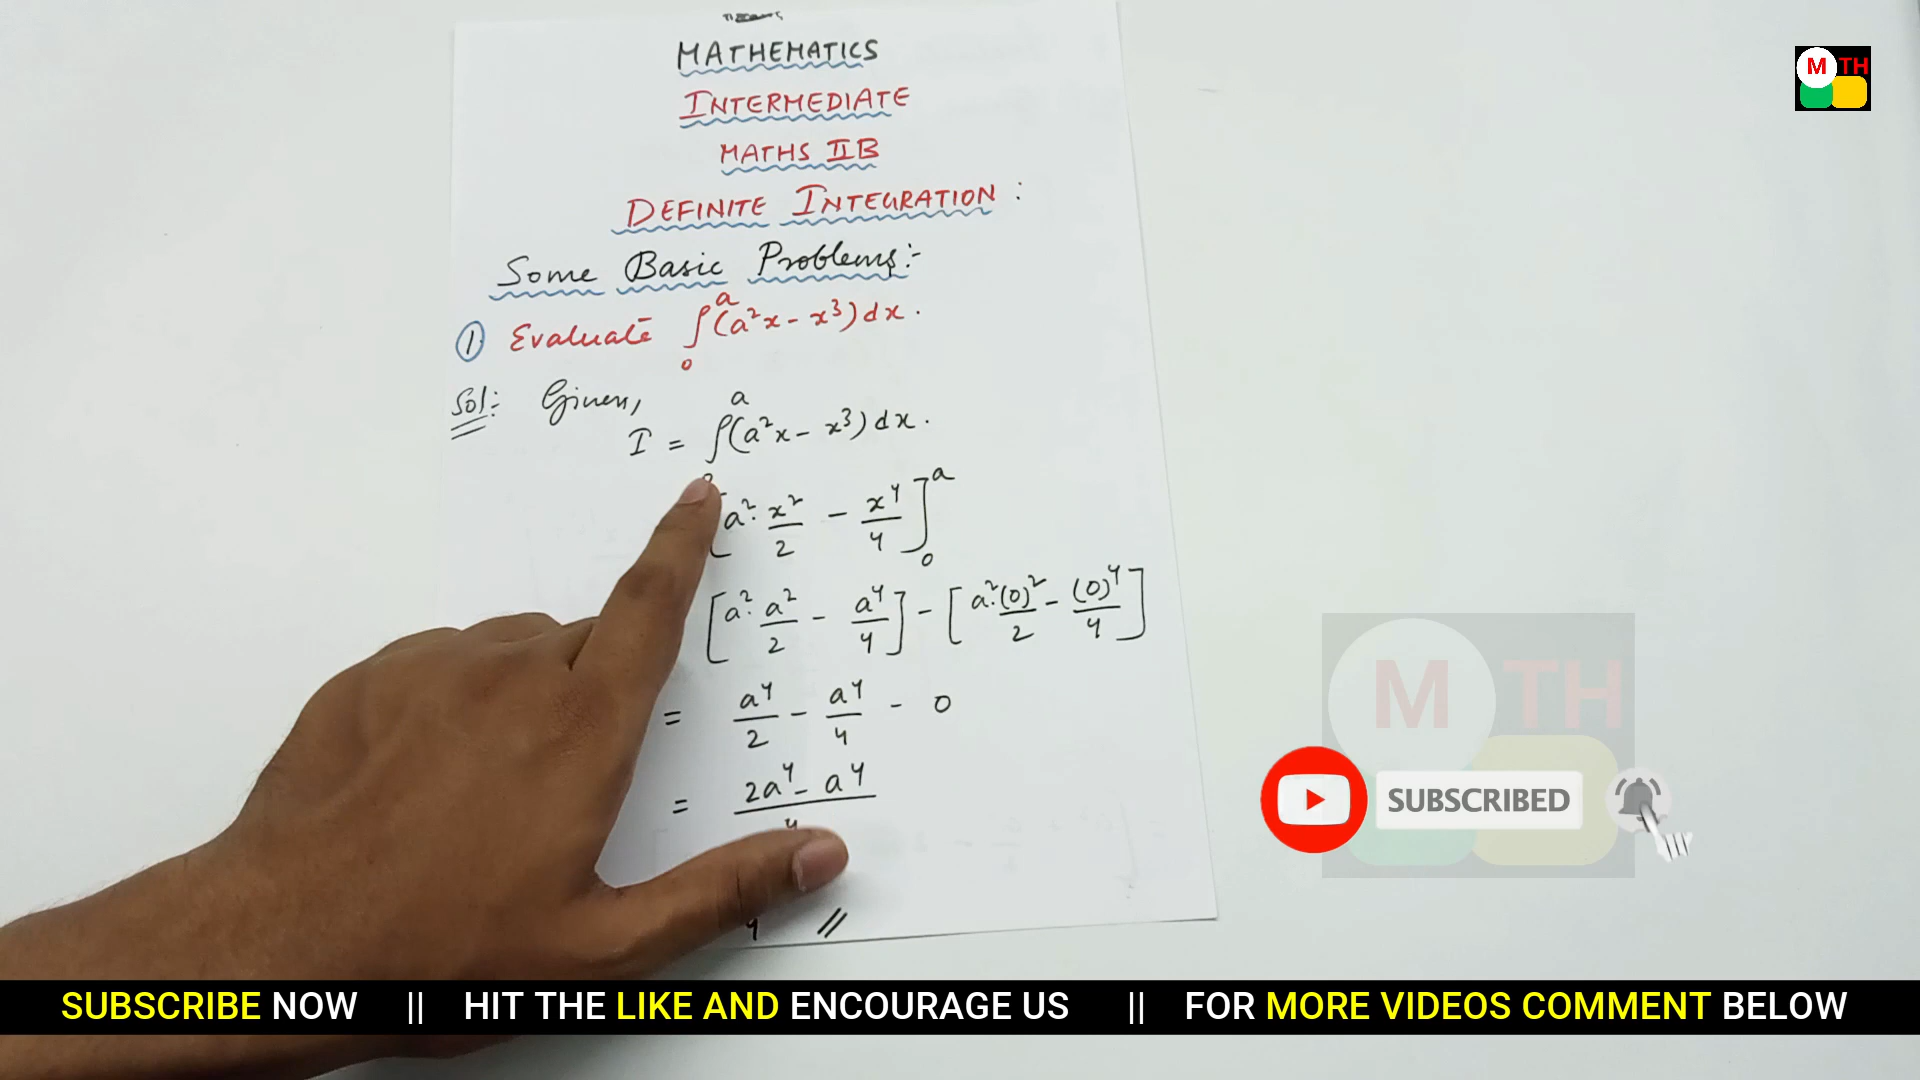 MATHEMATICS
INTERMEDIATE
MATHS IIB
DEFINITE INTEGRATION :
Some Basic Problems:-
① Evaluate ∫₀ᵃ (a²x - x³) dx.
Sol:- Given,
I = ∫₀ᵃ (a²x - x³) dx.
[a². x²/2 - x⁴/4]₀ᵃ
[a². a²/2 - a⁴/4] - [a².(0)²/2 - (0)⁴/4]
= a⁴/2 - a⁴/4 - 0
= (2a⁴ - a⁴)/4
4 //
M TH
M TH
SUBSCRIBED
SUBSCRIBE NOW || HIT THE LIKE AND ENCOURAGE US || FOR MORE VIDEOS COMMENT BELOW